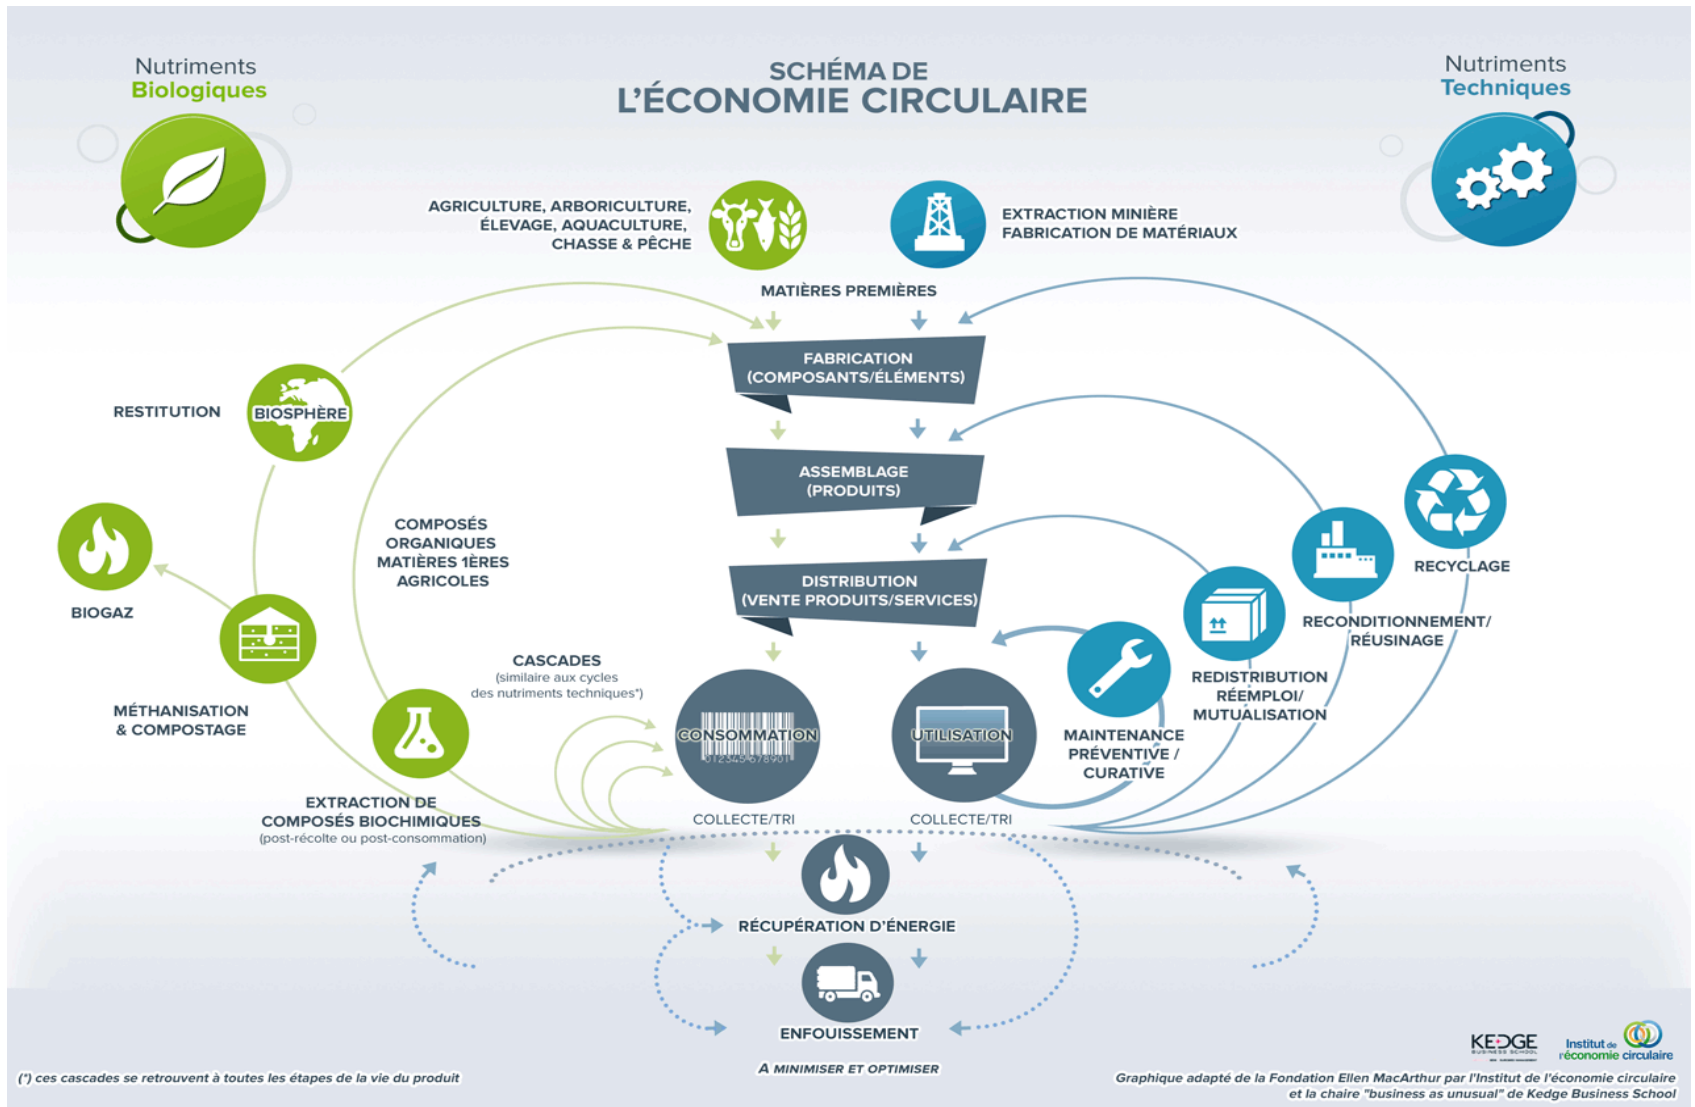 Nutriments
Biologiques
SCHÉMA DE
L'ÉCONOMIE CIRCULAIRE
Nutriments
Techniques
AGRICULTURE, ARBORICULTURE,
ÉLEVAGE, AQUACULTURE,
CHASSE & PÊCHE
EXTRACTION MINIÈRE
FABRICATION DE MATÉRIAUX
MATIÈRES PREMIÈRES
FABRICATION
(COMPOSANTS/ÉLÉMENTS)
RESTITUTION
BIOSPHÈRE
ASSEMBLAGE
(PRODUITS)
COMPOSÉS
ORGANIQUES
MATIÈRES 1ÈRES
AGRICOLES
RECYCLAGE
DISTRIBUTION
(VENTE PRODUITS/SERVICES)
BIOGAZ
RECONDITIONNEMENT/
RÉUSINAGE
CASCADES
(similaire aux cycles
des nutriments techniques*)
REDISTRIBUTION
RÉEMPLOI/
MUTUALISATION
MÉTHANISATION
& COMPOSTAGE
CONSOMMATION
012345678901
UTILISATION
MAINTENANCE
PRÉVENTIVE /
CURATIVE
EXTRACTION DE
COMPOSÉS BIOCHIMIQUES
(post-récolte ou post-consommation)
COLLECTE/TRI
COLLECTE/TRI
RÉCUPÉRATION D'ÉNERGIE
ENFOUISSEMENT
A MINIMISER ET OPTIMISER
KEDGE
BUSINESS SCHOOL
Institut de
l'économie circulaire
(*) ces cascades se retrouvent à toutes les étapes de la vie du produit
Graphique adapté de la Fondation Ellen MacArthur par l'Institut de l'économie circulaire
et la chaire "business as unusual" de Kedge Business School